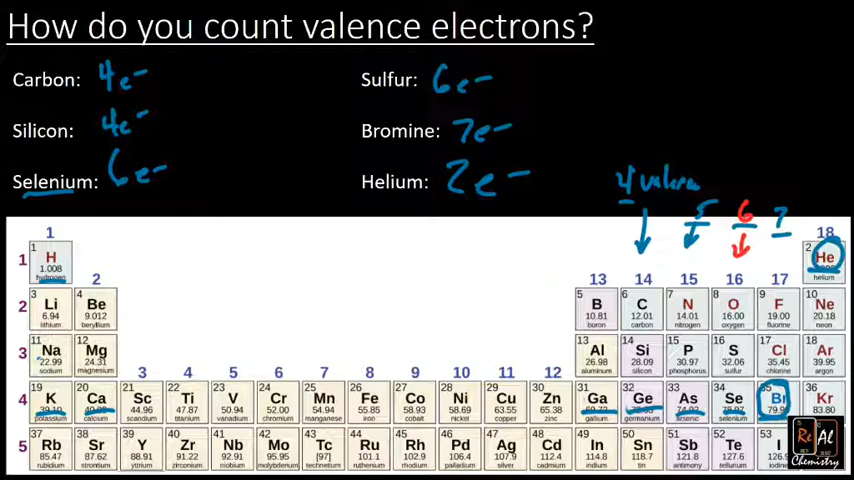 How do you count valence electrons?
Carbon: 4e- Sulfur: 6e-
Silicon: 4e- Bromine: 7e-
Selenium: 6e- Helium: 2e-
4 valence
5 6 7
1 18
1 1 H 1.008 hydrogen 2 He helium
2 13 14 15 16 17
2 3 Li 6.94 lithium 4 Be 9.012 beryllium 5 B 10.81 boron 6 C 12.01 carbon 7 N 14.01 nitrogen 8 O 16.00 oxygen 9 F 19.00 fluorine 10 Ne 20.18 neon
3 11 Na 22.99 sodium 12 Mg 24.31 magnesium 13 Al 26.98 aluminum 14 Si 28.09 silicon 15 P 30.97 phosphorus 16 S 32.06 sulfur 17 Cl 35.45 chlorine 18 Ar 39.95 argon
3 4 5 6 7 8 9 10 11 12
4 19 K 39.10 potassium 20 Ca calcium 21 Sc 44.96 scandium 22 Ti 47.87 titanium 23 V 50.94 vanadium 24 Cr 52.00 chromium 25 Mn 54.94 manganese 26 Fe 55.85 iron 27 Co 58.93 cobalt 28 Ni 58.69 nickel 29 Cu 63.55 copper 30 Zn 65.38 zinc 31 Ga gallium 32 Ge germanium 33 As 74.92 arsenic 34 Se 78.97 selenium 35 Br 79.9 36 Kr 83.80 krypton
5 37 Rb 85.47 rubidium 38 Sr 87.62 strontium 39 Y 88.91 yttrium 40 Zr 91.22 zirconium 41 Nb 92.91 niobium 42 Mo 95.95 molybdenum 43 Tc [97] technetium 44 Ru 101.1 ruthenium 45 Rh 102.9 rhodium 46 Pd 106.4 palladium 47 Ag 107.9 silver 48 Cd 112.4 cadmium 49 In 114.8 indium 50 Sn 118.7 tin 51 Sb 121.8 antimony 52 Te 127.6 tellurium 53 I 126.9 iodine
Re Al
Chemistry